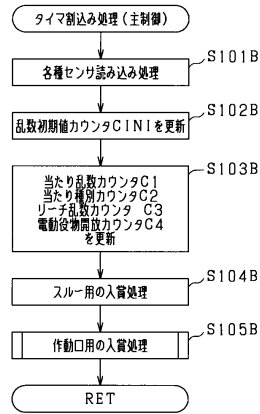 タイマ割込み処理(主制御)
S101B
各種センサ読み込み処理
S102B
乱数初期値カウンタCINIを更新
S103B
当たり乱数カウンタC1
当たり種別カウンタC2
リーチ乱数カウンタ C3
電動役物開放カウンタC4
を更新
S104B
スルー用の入賞処理
S105B
作動口用の入賞処理
RET